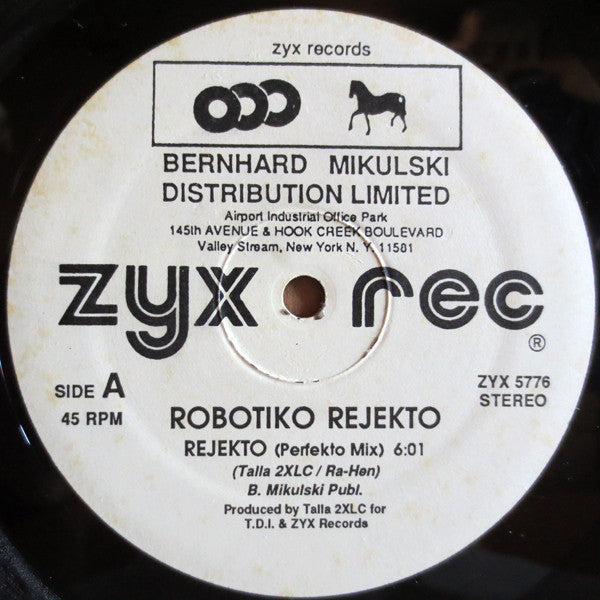 zyx records
BERNHARD MIKULSKI
DISTRIBUTION LIMITED
Airport Industrial Office Park
145th AVENUE & HOOK CREEK BOULEVARD
Valley Stream, New York N. Y. 11581
zyx rec
®
SIDE A
45 RPM
ZYX 5776
STEREO
ROBOTIKO REJEKTO
REJEKTO (Perfekto Mix) 6:01
(Talla 2XLC / Ra-Hen)
B. Mikulski Publ.
Produced by Talla 2XLC for
T.D.I. & ZYX Records